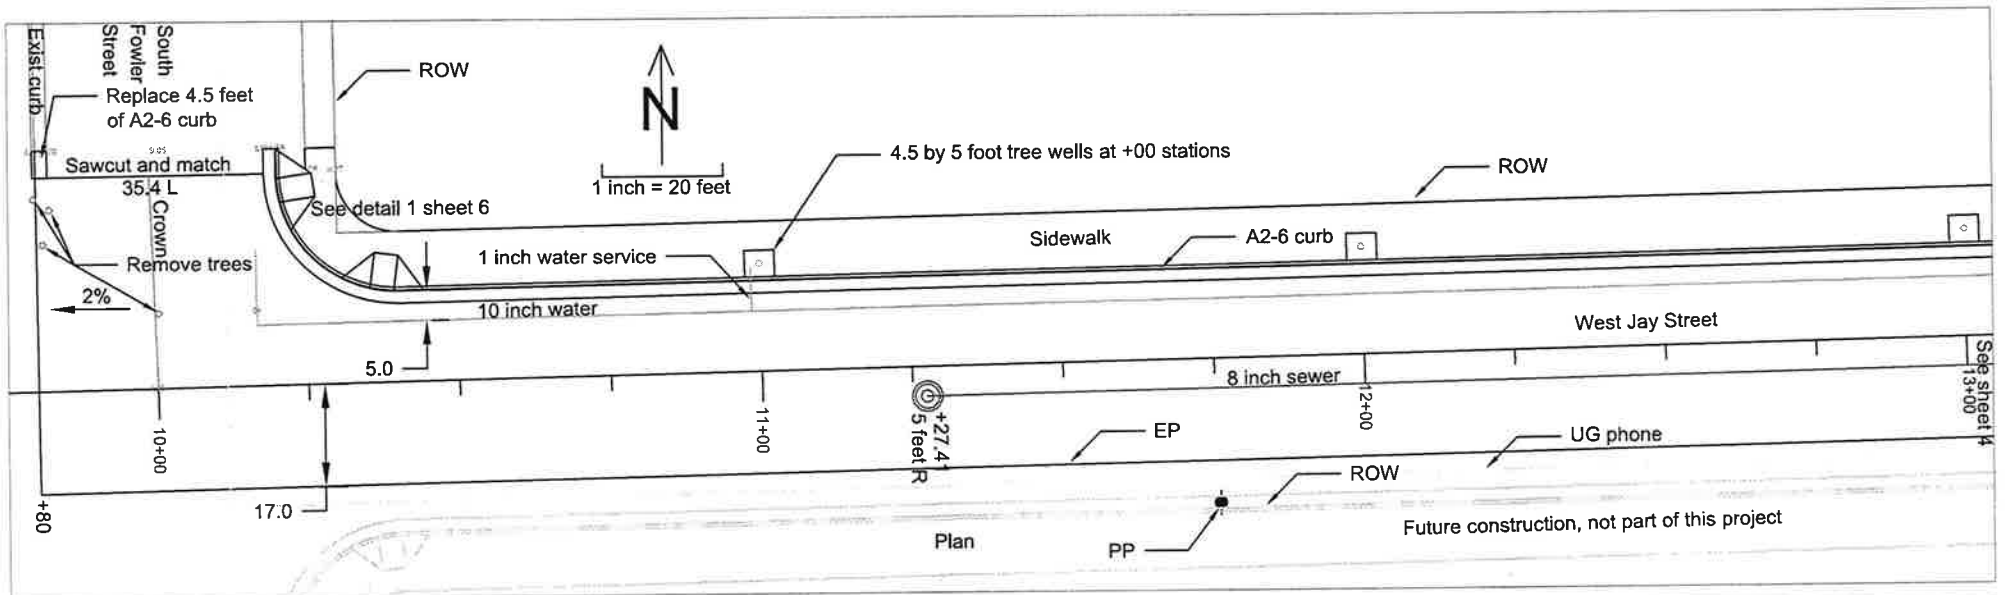 Exist.curb
South
Fowler
Street
Replace 4.5 feet
of A2-6 curb
ROW
N
1 inch = 20 feet
4.5 by 5 foot tree wells at +00 stations
ROW
Sawcut and match
35.4 L
Crown
See detail 1 sheet 6
Sidewalk
A2-6 curb
1 inch water service
Remove trees
2%
10 inch water
West Jay Street
5.0
8 inch sewer
See sheet 4
10+00
11+00
+27.41
5 feet R
12+00
13+00
EP
UG phone
ROW
17.0
+80
Plan
PP
Future construction, not part of this project